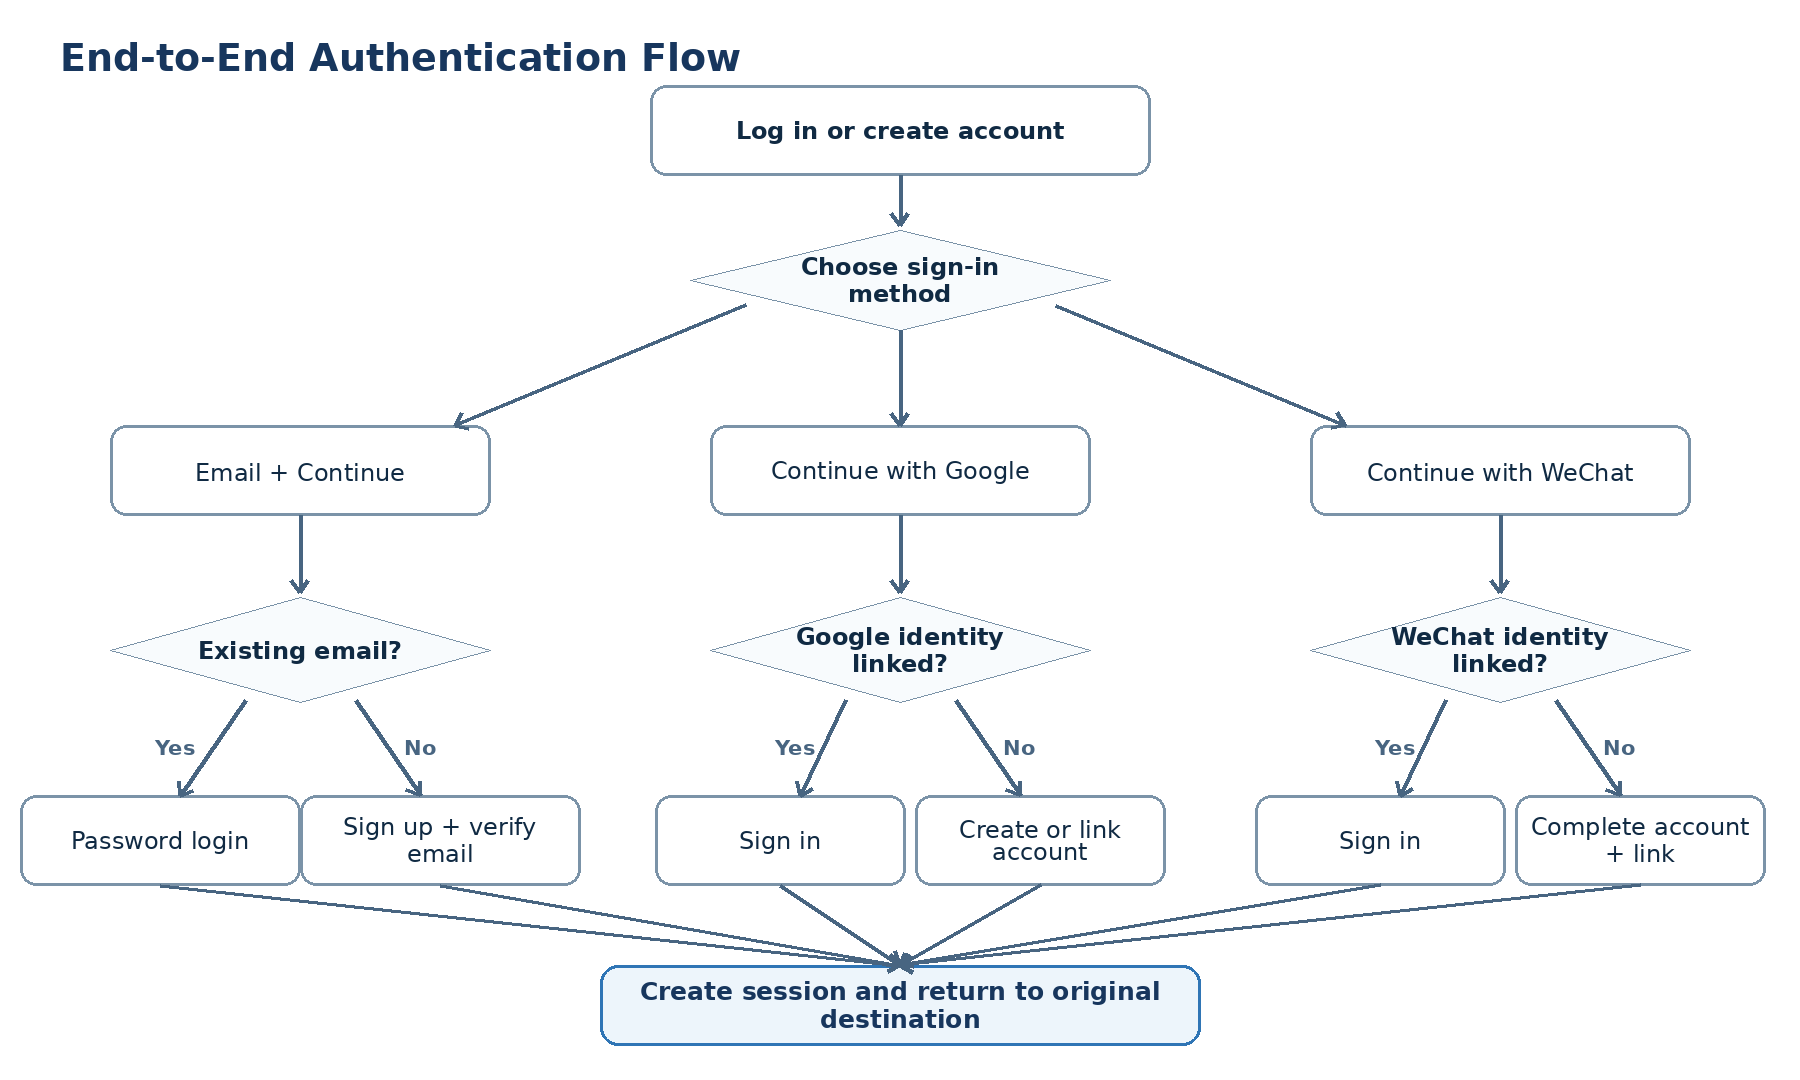 End-to-End Authentication Flow
Log in or create account
Choose sign-in
method
Email + Continue
Continue with Google
Continue with WeChat
Existing email?
Google identity
linked?
WeChat identity
linked?
Yes
No
Yes
No
Yes
No
Password login
Sign up + verify
email
Sign in
Create or link
account
Sign in
Complete account
+ link
Create session and return to original
destination